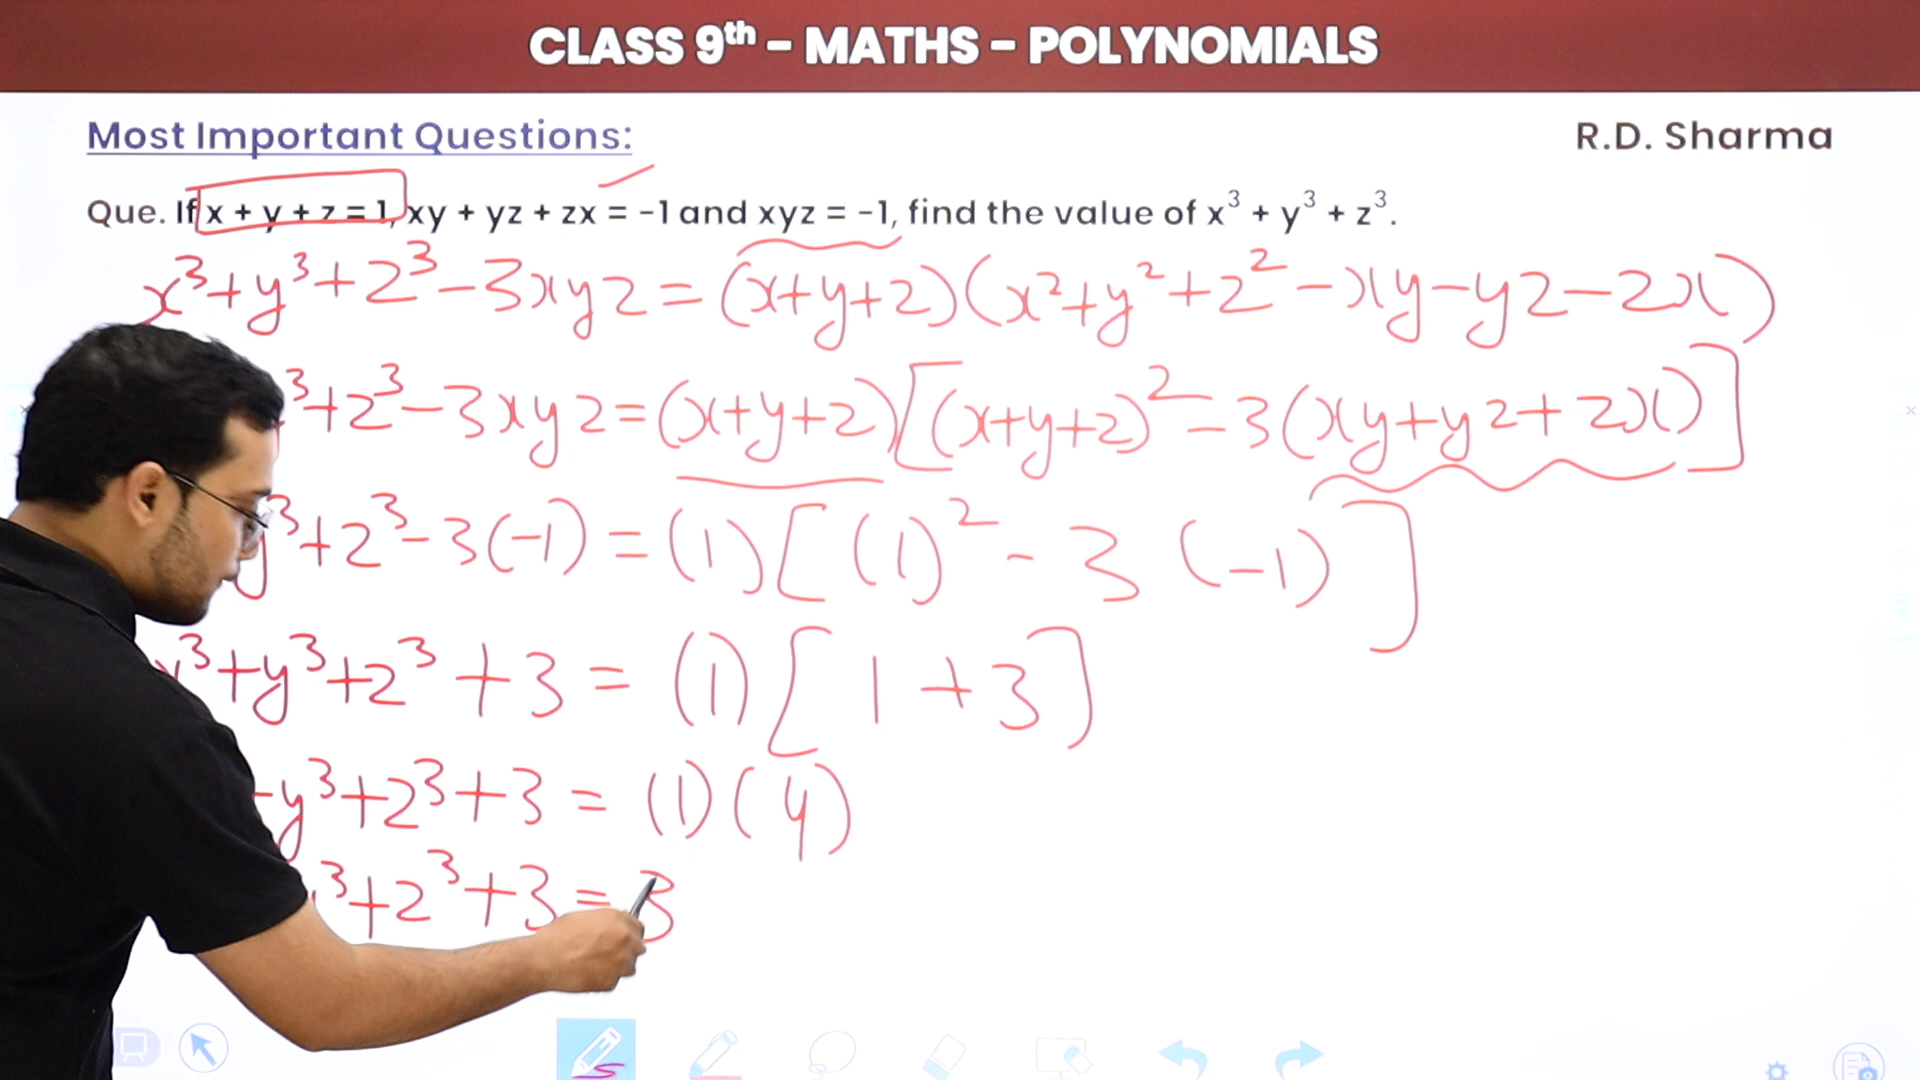 CLASS 9th – MATHS – POLYNOMIALS
Most Important Questions:
R.D. Sharma
Que. If x + y + z = 1, xy + yz + zx = -1 and xyz = -1, find the value of x³ + y³ + z³.
x³+y³+z³-3xyz=(x+y+z)(x²+y²+z²-xy-yz-zx)
³+z³-3xyz=(x+y+z)[(x+y+z)²-3(xy+yz+zx)]
y³+z³-3(-1)=(1)[(1)²-3(-1)]
x³+y³+z³+3=(1)[1+3]
y³+z³+3=(1)(4)
³+z³+3=3